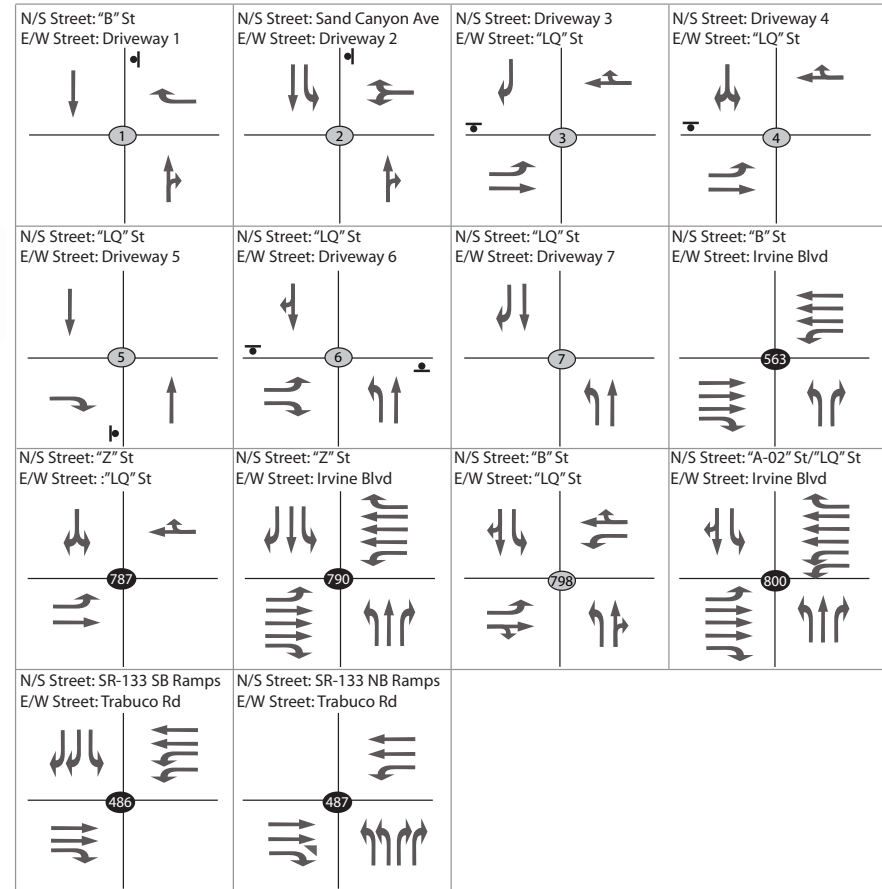 N/S Street: “B” St
E/W Street: Driveway 1
1
N/S Street: Sand Canyon Ave
E/W Street: Driveway 2
2
N/S Street: Driveway 3
E/W Street: “LQ” St
3
N/S Street: Driveway 4
E/W Street: “LQ” St
4
N/S Street: “LQ” St
E/W Street: Driveway 5
5
N/S Street: “LQ” St
E/W Street: Driveway 6
6
N/S Street: “LQ” St
E/W Street: Driveway 7
7
N/S Street: “B” St
E/W Street: Irvine Blvd
563
N/S Street: “Z” St
E/W Street: :”LQ” St
787
N/S Street: “Z” St
E/W Street: Irvine Blvd
790
N/S Street: “B” St
E/W Street: “LQ” St
798
N/S Street: “A-02” St/”LQ” St
E/W Street: Irvine Blvd
800
N/S Street: SR-133 SB Ramps
E/W Street: Trabuco Rd
486
N/S Street: SR-133 NB Ramps
E/W Street: Trabuco Rd
487